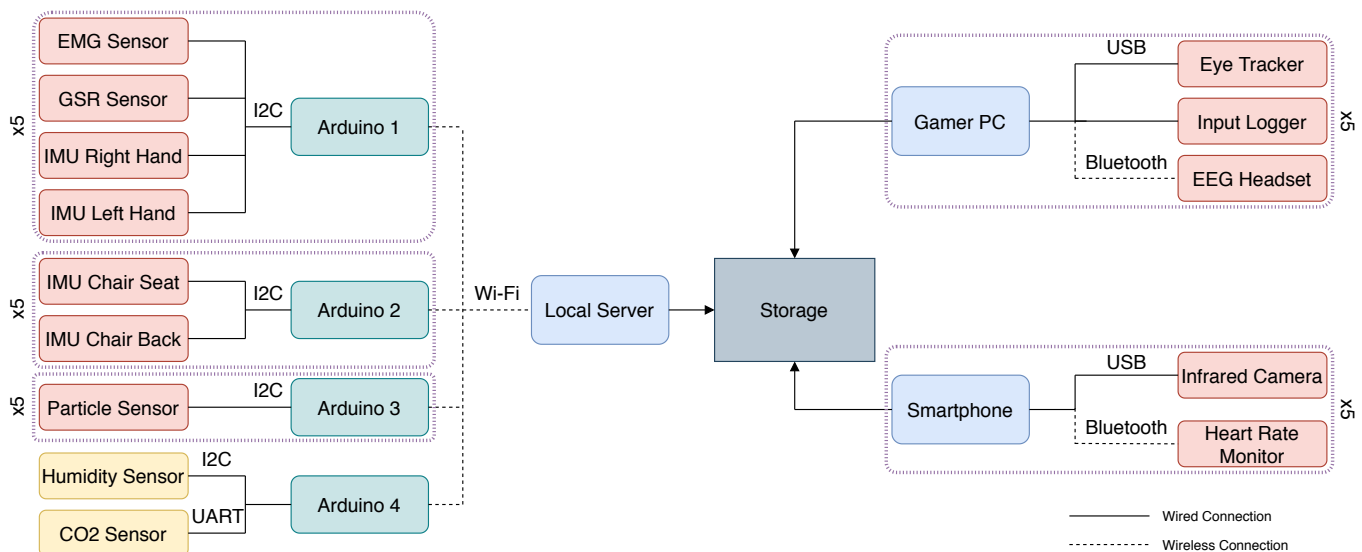 EMG Sensor
GSR Sensor
IMU Right Hand
IMU Left Hand
x5
I2C
Arduino 1
IMU Chair Seat
IMU Chair Back
x5
I2C
Arduino 2
Particle Sensor
x5
I2C
Arduino 3
Humidity Sensor
CO2 Sensor
I2C
UART
Arduino 4
Wi-Fi
Local Server
Storage
Gamer PC
USB
Bluetooth
Eye Tracker
Input Logger
EEG Headset
x5
Smartphone
USB
Bluetooth
Infrared Camera
Heart Rate
Monitor
x5
Wired Connection
Wireless Connection